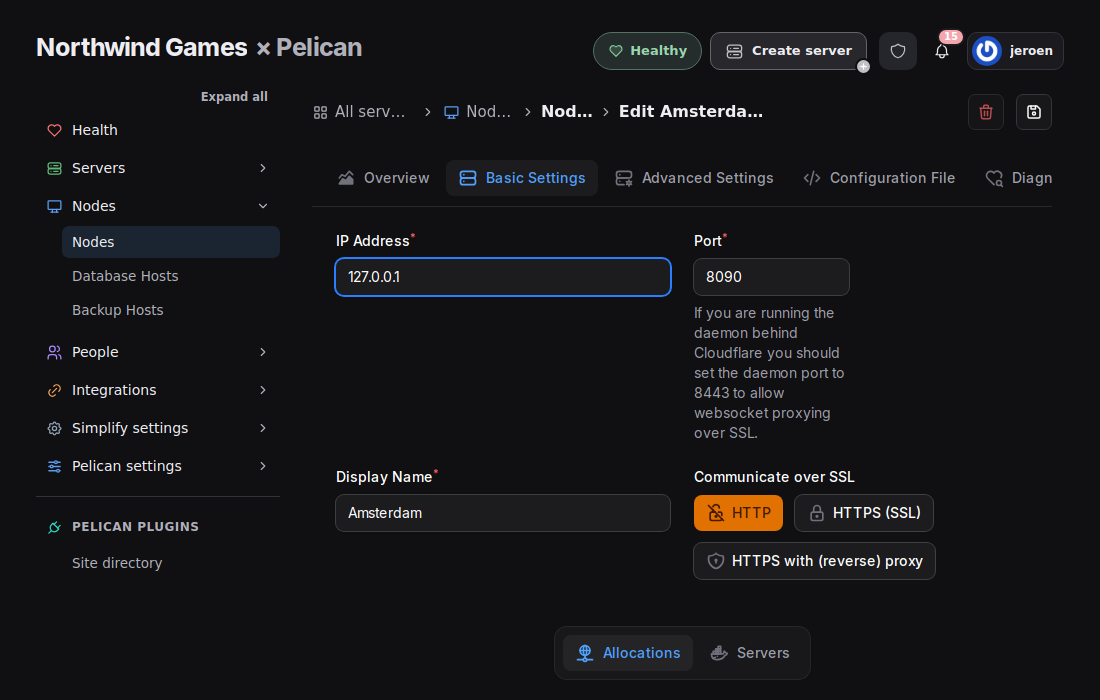 Northwind Games × Pelican
Healthy
Create server
15
jeroen
Expand all
Health
Servers
Nodes
Nodes
Database Hosts
Backup Hosts
People
Integrations
Simplify settings
Pelican settings
PELICAN PLUGINS
Site directory
All serv... > Nod... > Nod... > Edit Amsterda...
Overview
Basic Settings
Advanced Settings
Configuration File
Diagn
IP Address*
127.0.0.1
Port*
8090
If you are running the
daemon behind
Cloudflare you should
set the daemon port to
8443 to allow
websocket proxying
over SSL.
Display Name*
Amsterdam
Communicate over SSL
HTTP
HTTPS (SSL)
HTTPS with (reverse) proxy
Allocations
Servers